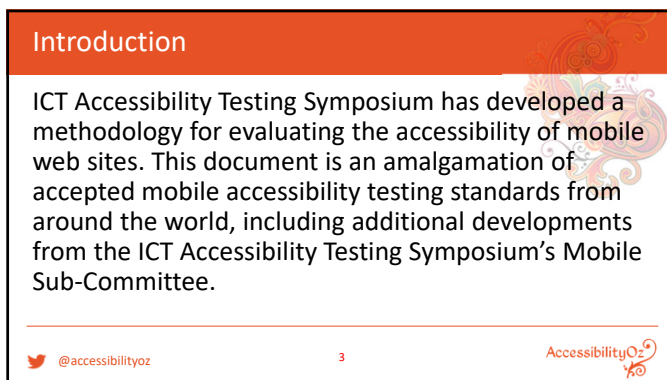 Introduction
ICT Accessibility Testing Symposium has developed a
methodology for evaluating the accessibility of mobile
web sites. This document is an amalgamation of
accepted mobile accessibility testing standards from
around the world, including additional developments
from the ICT Accessibility Testing Symposium’s Mobile
Sub-Committee.
@accessibilityoz
3
AccessibilityOz